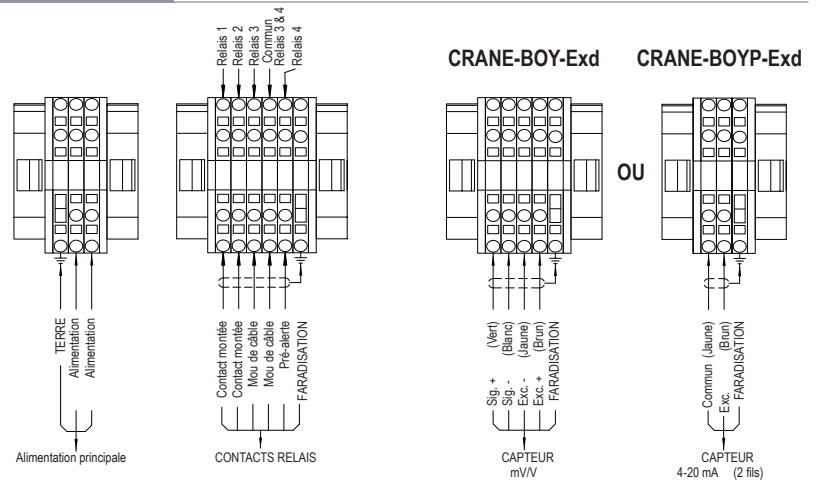 Relais 1
Relais 2
Relais 3
Commun
Relais 3 & 4
Relais 4
CRANE-BOY-Exd
CRANE-BOYP-Exd
OU
TERRE
Alimentation
Alimentation
Alimentation principale
Contact montée
Contact montée
Mou de câble
Mou de câble
Pré-alerte
FARADISATION
CONTACTS RELAIS
Sig. + (Vert)
Sig. - (Blanc)
Exc. - (Jaune)
Exc. + (Brun)
FARADISATION
CAPTEUR
mV/V
Commun (Jaune)
Exc. (Brun)
FARADISATION
CAPTEUR
4-20 mA (2 fils)